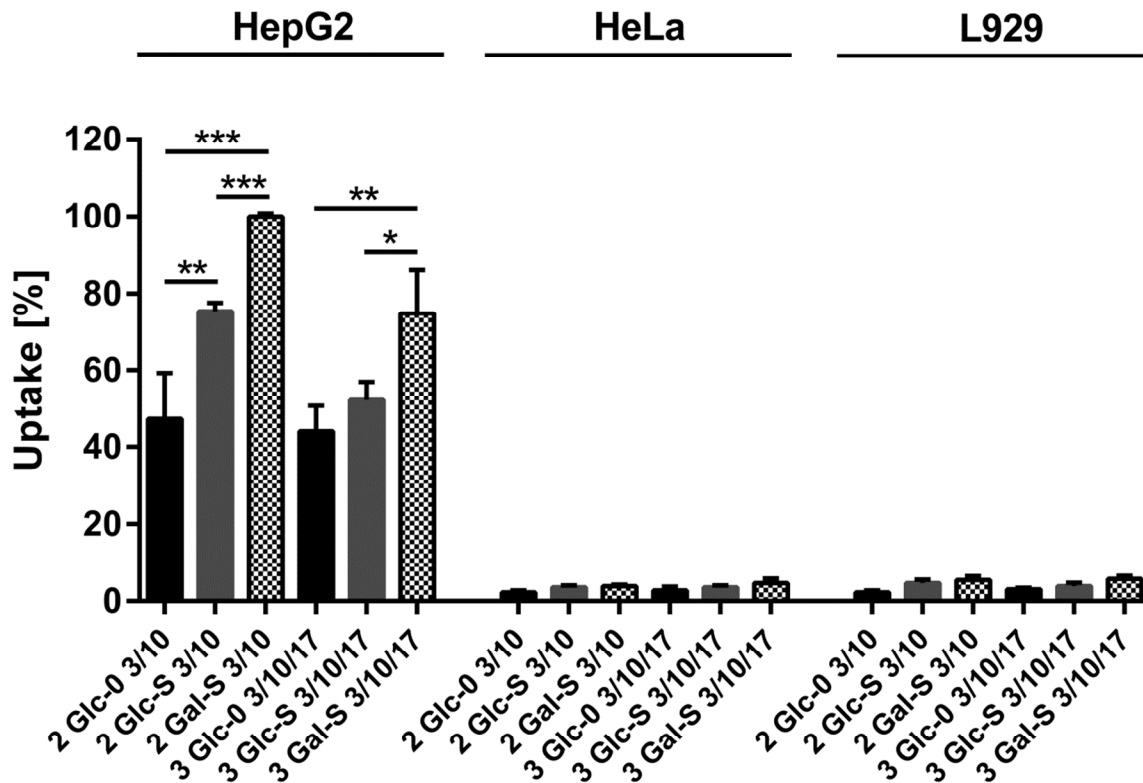 HepG2 HeLa L929
***
120
***
**
100
*
**
80
60
40
20
0
Uptake [%]
2 Glc-0 3/10
2 Glc-S 3/10
2 Gal-S 3/10
3 Glc-0 3/10/17
3 Glc-S 3/10/17
3 Gal-S 3/10/17
2 Glc-0 3/10
2 Glc-S 3/10
2 Gal-S 3/10
3 Glc-0 3/10/17
3 Glc-S 3/10/17
3 Gal-S 3/10/17
2 Glc-0 3/10
2 Glc-S 3/10
2 Gal-S 3/10
3 Glc-0 3/10/17
3 Glc-S 3/10/17
3 Gal-S 3/10/17